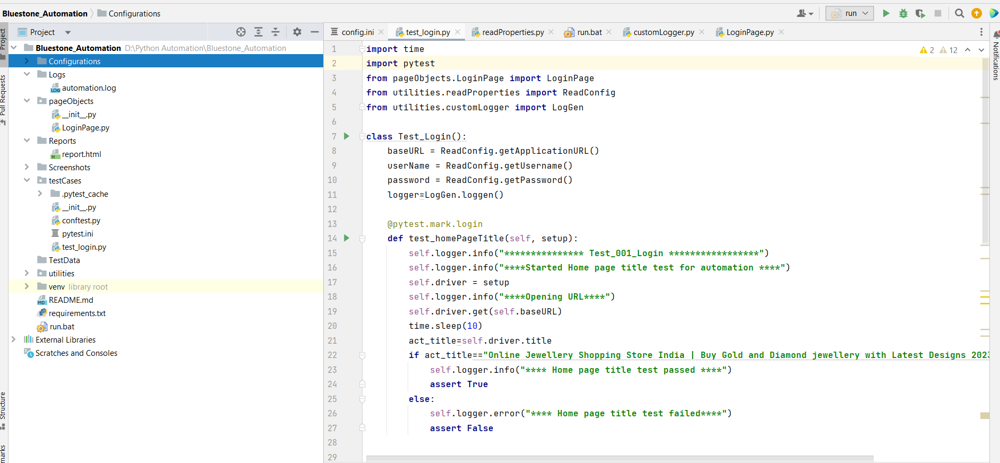 Bluestone_Automation
Configurations
run
Project
config.ini
test_login.py
readProperties.py
run.bat
customLogger.py
LoginPage.py
Project
Pull Requests
Structure
marks
Notifications
Bluestone_Automation D:\Python Automation\Bluestone_Automation
Configurations
Logs
LOG automation.log
pageObjects
__init__.py
LoginPage.py
Reports
H report.html
Screenshots
testCases
.pytest_cache
__init__.py
conftest.py
pytest.ini
test_login.py
TestData
utilities
venv library root
MD README.md
requirements.txt
run.bat
External Libraries
Scratches and Consoles
2 12
1 import time
2 import pytest
3 from pageObjects.LoginPage import LoginPage
4 from utilities.readProperties import ReadConfig
5 from utilities.customLogger import LogGen
6
7 class Test_Login():
8 baseURL = ReadConfig.getApplicationURL()
9 userName = ReadConfig.getUsername()
10 password = ReadConfig.getPassword()
11 logger=LogGen.loggen()
12
13 @pytest.mark.login
14 def test_homePageTitle(self, setup):
15 self.logger.info("*************** Test_001_Login *****************")
16 self.logger.info("****Started Home page title test for automation ****")
17 self.driver = setup
18 self.logger.info("****Opening URL****")
19 self.driver.get(self.baseURL)
20 time.sleep(10)
21 act_title=self.driver.title
22 if act_title=="Online Jewellery Shopping Store India | Buy Gold and Diamond jewellery with Latest Designs 2023
23 self.logger.info("**** Home page title test passed ****")
24 assert True
25 else:
26 self.logger.error("**** Home page title test failed****")
27 assert False
28
29